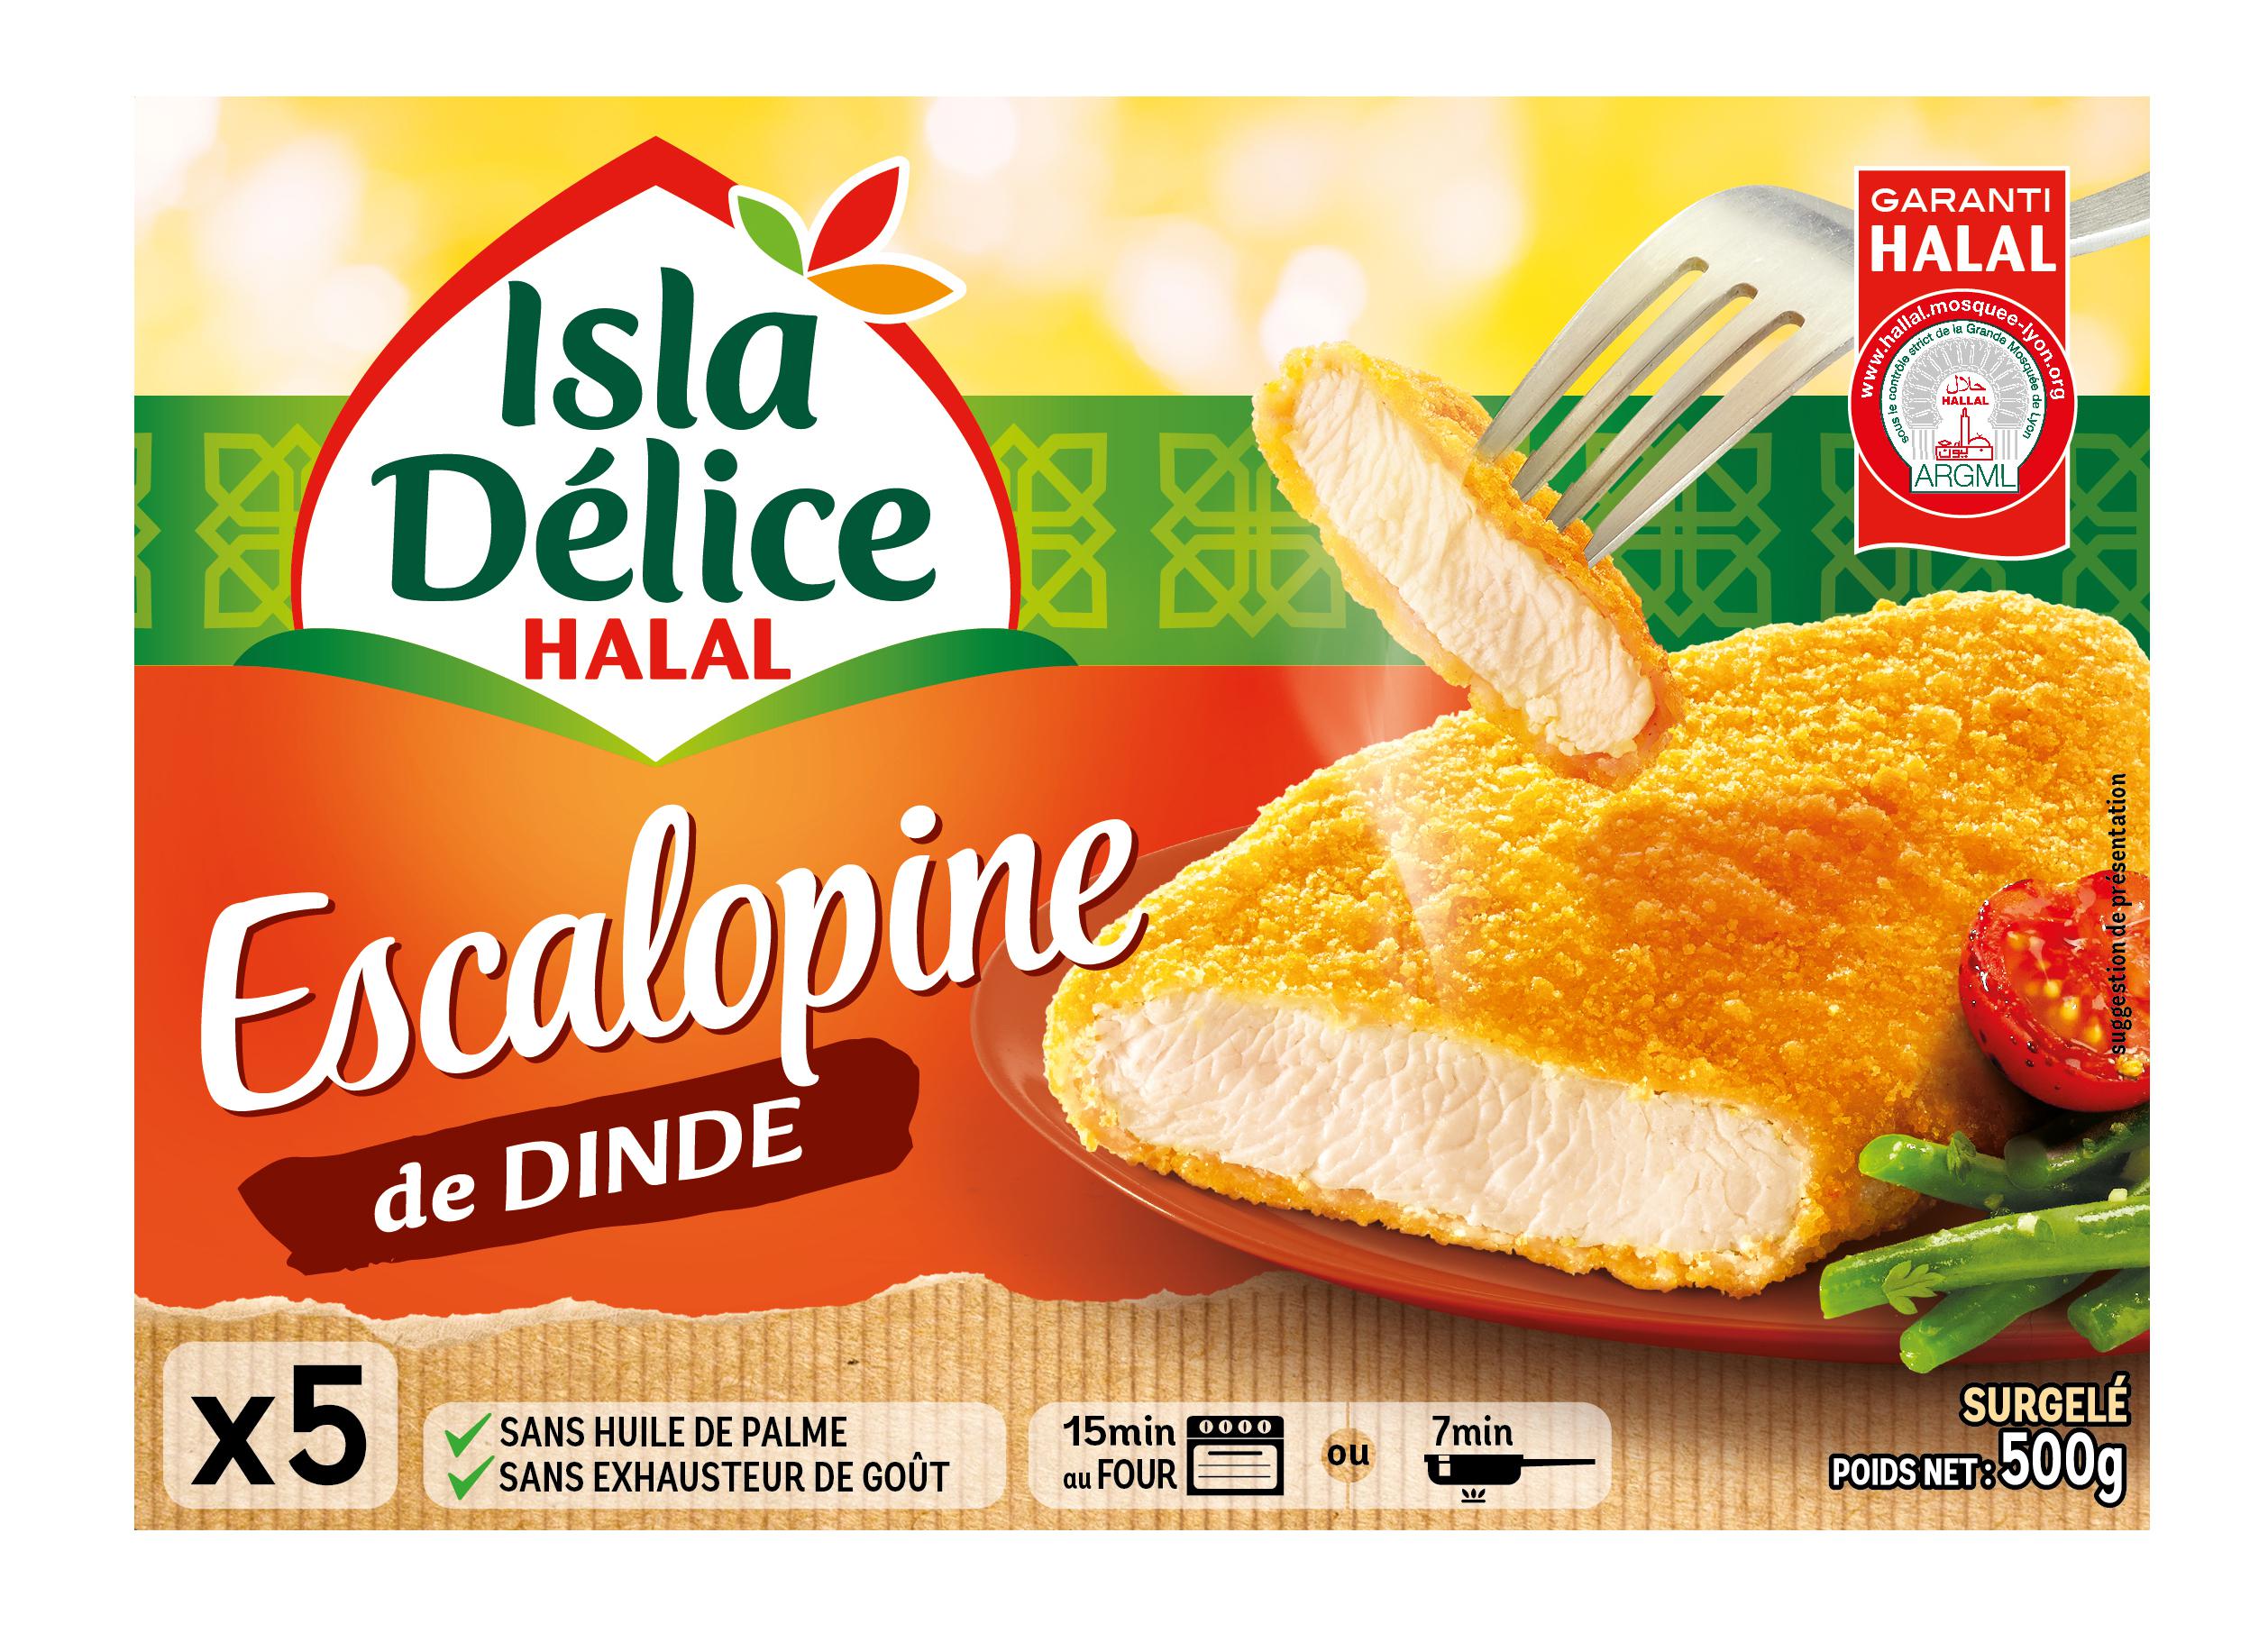 Isla
Délice
HALAL
GARANTI
HALAL
www.hallal.mosquee-lyon.org
sous le contrôle strict de la Grande Mosquée de Lyon
حلال
HALLAL
ARGML
Escalopine
de DINDE
suggestion de présentation
x5
SANS HUILE DE PALME
SANS EXHAUSTEUR DE GOÛT
15min
au FOUR
ou
7min
SURGELÉ
POIDS NET : 500g